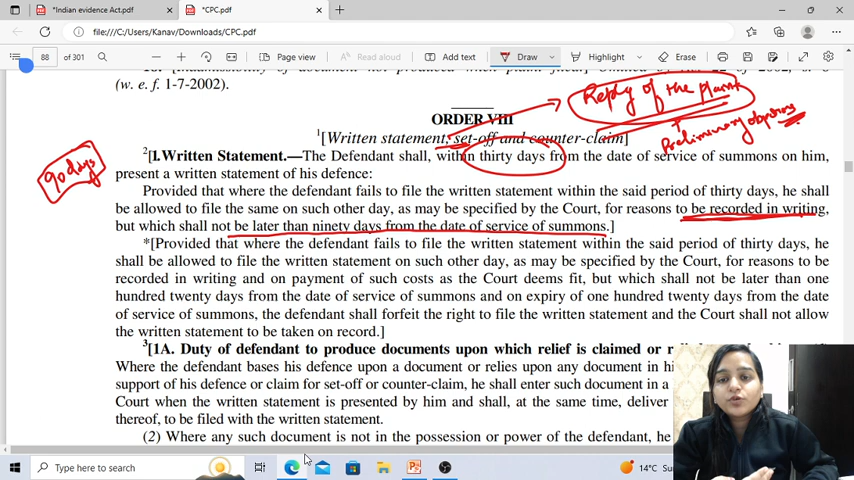 *Indian evidence Act.pdf
*CPC.pdf
file:///C:/Users/Kanav/Downloads/CPC.pdf
88 of 301
Page view
Read aloud
Add text
Draw
Highlight
Erase
(w. e. f. 1-7-2002).
Reply of the plaint
Preliminary objections
ORDER VIII
1[Written statement, set-off and counter-claim]
90 days
2[1.Written Statement.—The Defendant shall, within thirty days from the date of service of summons on him,
present a written statement of his defence:
Provided that where the defendant fails to file the written statement within the said period of thirty days, he shall
be allowed to file the same on such other day, as may be specified by the Court, for reasons to be recorded in writing,
but which shall not be later than ninety days from the date of service of summons.]
*[Provided that where the defendant fails to file the written statement within the said period of thirty days, he
shall be allowed to file the written statement on such other day, as may be specified by the Court, for reasons to be
recorded in writing and on payment of such costs as the Court deems fit, but which shall not be later than one
hundred twenty days from the date of service of summons and on expiry of one hundred twenty days from the date
of service of summons, the defendant shall forfeit the right to file the written statement and the Court shall not allow
the written statement to be taken on record.]
3[1A. Duty of defendant to produce documents upon which relief is claimed or
Where the defendant bases his defence upon a document or relies upon any document in
support of his defence or claim for set-off or counter-claim, he shall enter such document in a
Court when the written statement is presented by him and shall, at the same time, deliver
thereof, to be filed with the written statement.
(2) Where any such document is not in the possession or power of the defendant, he
Type here to search
14°C